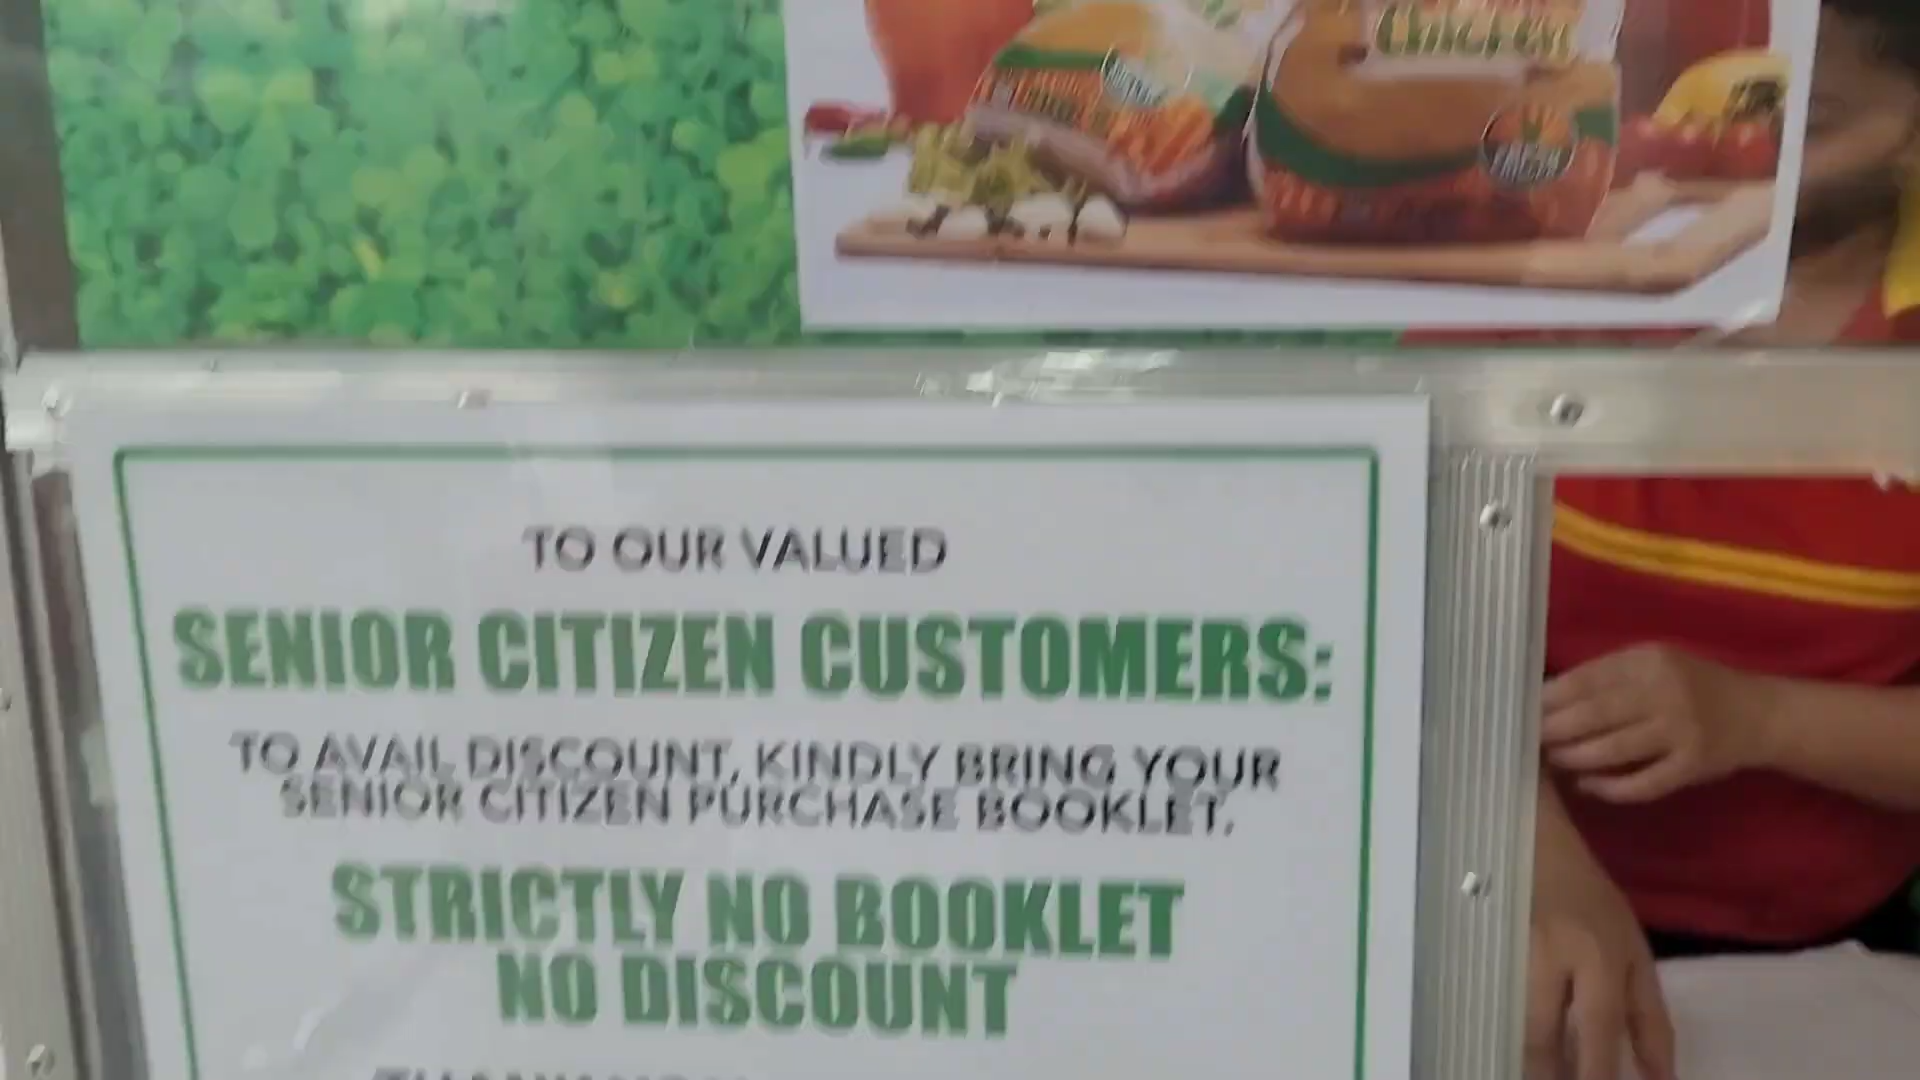 Chicken
TO OUR VALUED
SENIOR CITIZEN CUSTOMERS:
TO AVAIL DISCOUNT, KINDLY BRING YOUR
SENIOR CITIZEN PURCHASE BOOKLET.
STRICTLY NO BOOKLET
NO DISCOUNT